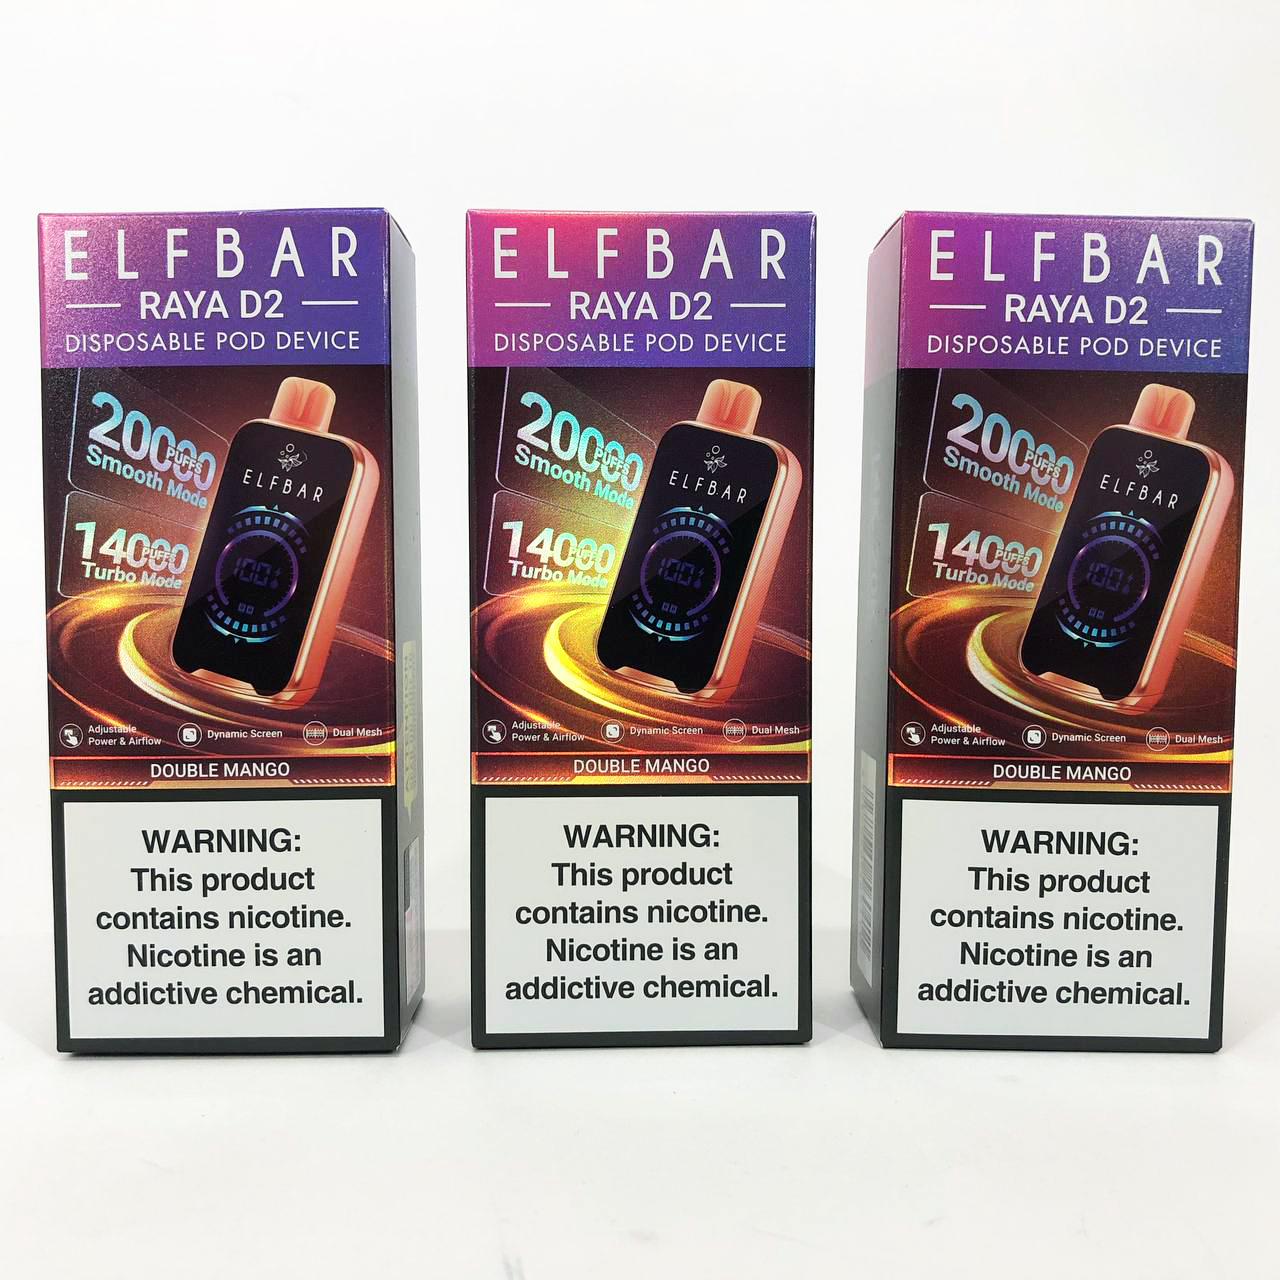 ELFBAR
RAYA D2
DISPOSABLE POD DEVICE
20000
PUFFS
Smooth Mode
14000
PUFFS
Turbo Mode
ELFBAR
100%
Adjustable
Power & Airflow
Dynamic Screen
Dual Mesh
DOUBLE MANGO
WARNING:
This product
contains nicotine.
Nicotine is an
addictive chemical.
ELFBAR
RAYA D2
DISPOSABLE POD DEVICE
20000
PUFFS
Smooth Mode
14000
PUFFS
Turbo Mode
ELFBAR
100%
Adjustable
Power & Airflow
Dynamic Screen
Dual Mesh
DOUBLE MANGO
WARNING:
This product
contains nicotine.
Nicotine is an
addictive chemical.
ELFBAR
RAYA D2
DISPOSABLE POD DEVICE
20000
PUFFS
Smooth Mode
14000
PUFFS
Turbo Mode
ELFBAR
100%
Adjustable
Power & Airflow
Dynamic Screen
Dual Mesh
DOUBLE MANGO
WARNING:
This product
contains nicotine.
Nicotine is an
addictive chemical.